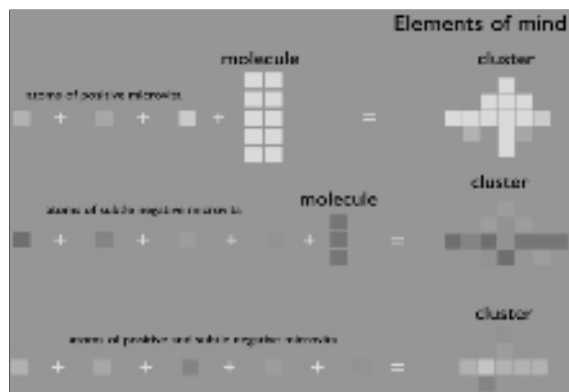 Elements of mind
molecule
cluster
atoms of positive microvita
+ + + =
cluster
atoms of subtle negative microvita
molecule
+ + + + =
cluster
atoms of positive and subtle negative microvita
+ + + + + =